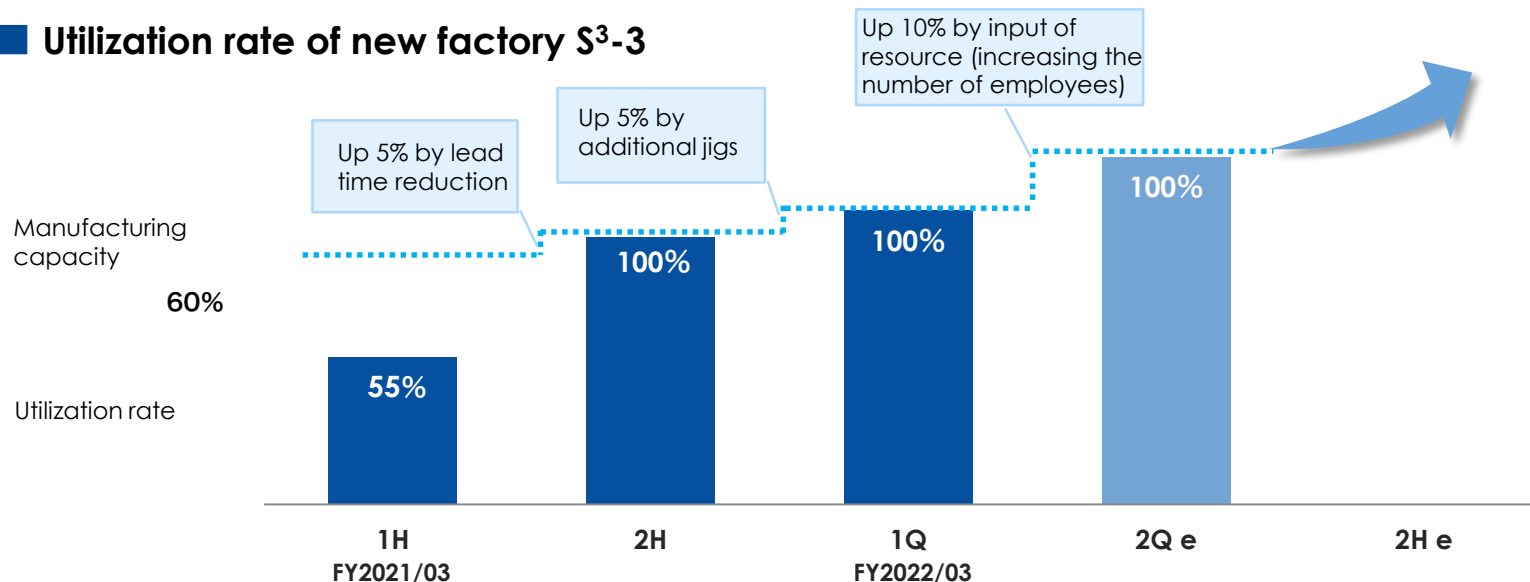 Utilization rate of new factory S³-3
Up 10% by input of
resource (increasing the
number of employees)
Up 5% by
additional jigs
Up 5% by lead
time reduction
Manufacturing
capacity
60%
Utilization rate
55%
100%
100%
100%
1H
FY2021/03
2H
1Q
FY2022/03
2Q e
2H e